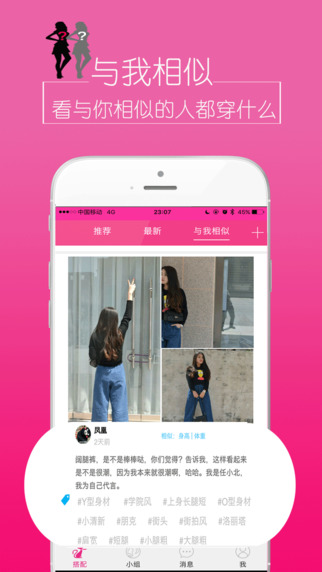 ? ?
与我相似
看与你相似的人都穿什么
中国移动 4G 23:07 45%
推荐 最新 与我相似 +
凤凰
2天前
相似: 身高 | 体重
阔腿裤，是不是棒棒哒，你们觉得？告诉我，这样看起来
是不是很潮，因为我本来就很潮啊，哈哈。我是任小北，
我为自己代言。
#Y型身材 #学院风 #上身长腿短 #O型身材
#小清新 #朋克 #街头 #街拍风 #洛丽塔
#肩宽 #短腿 #小腿粗 #大腿粗
搭配 小组 消息 我